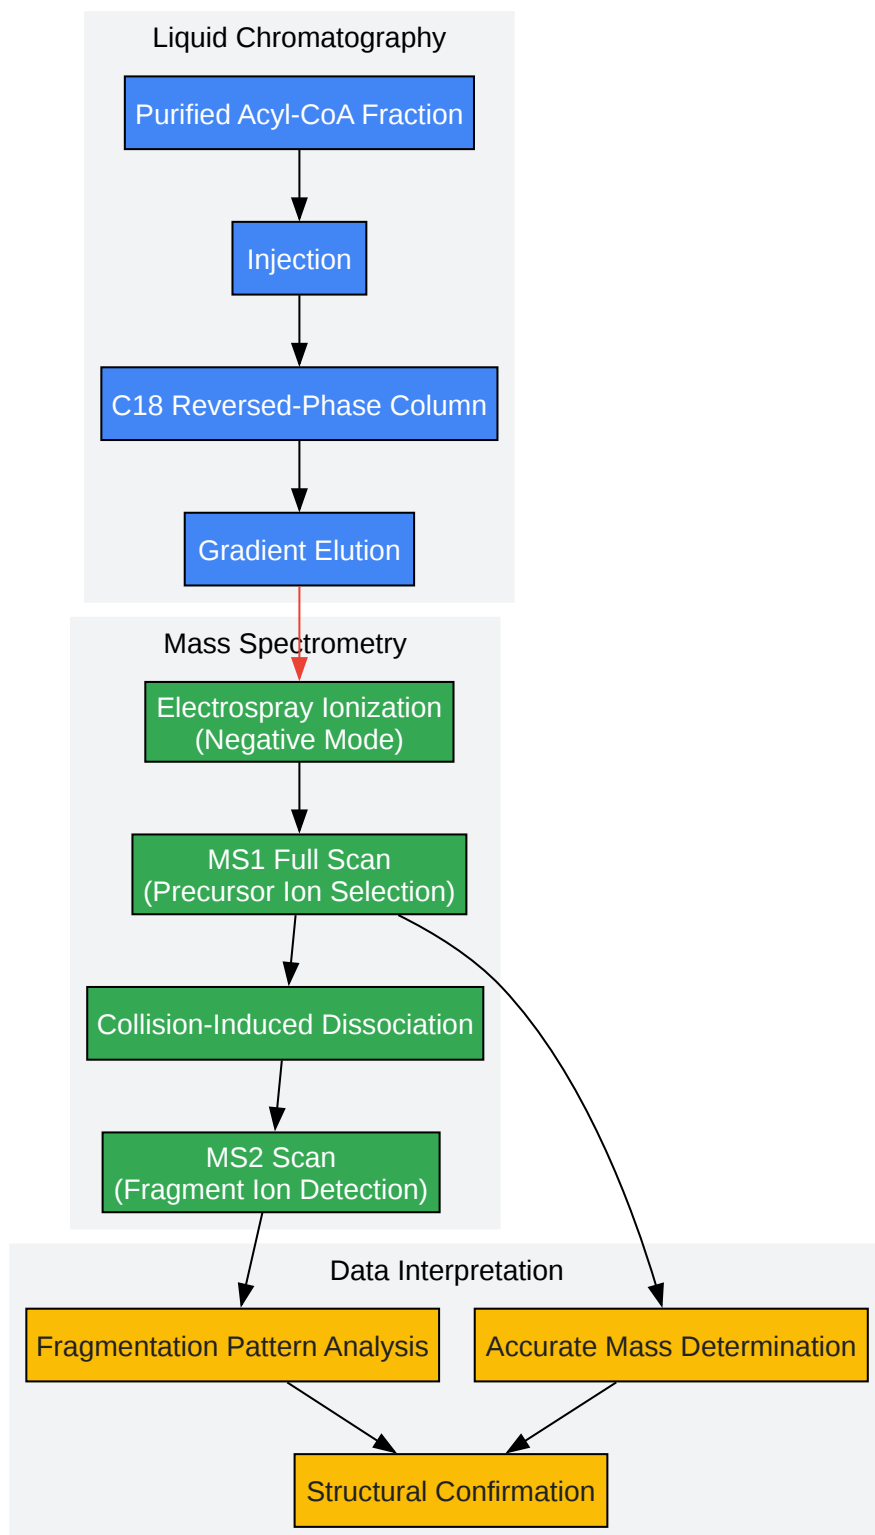 Liquid Chromatography
Purified Acyl-CoA Fraction
Injection
C18 Reversed-Phase Column
Gradient Elution
Mass Spectrometry
Electrospray Ionization
(Negative Mode)
MS1 Full Scan
(Precursor Ion Selection)
Collision-Induced Dissociation
MS2 Scan
(Fragment Ion Detection)
Data Interpretation
Fragmentation Pattern Analysis
Accurate Mass Determination
Structural Confirmation